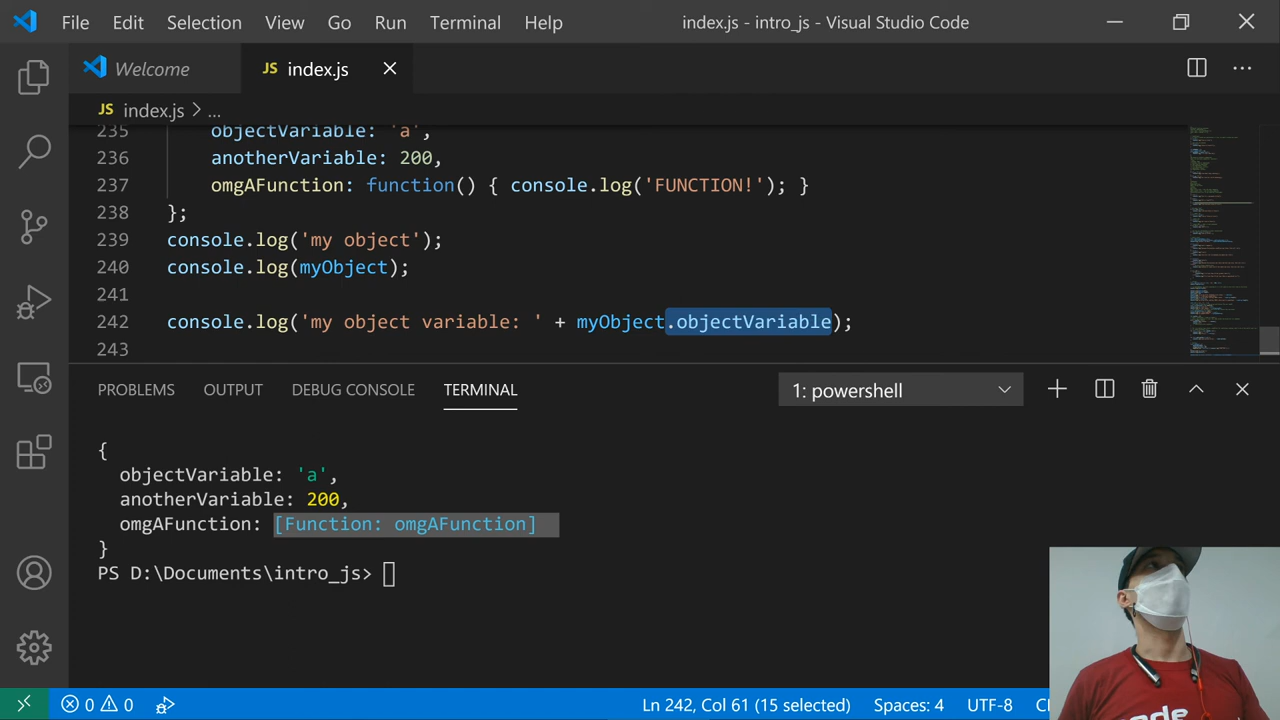 File Edit Selection View Go Run Terminal Help index.js - intro_js - Visual Studio Code
Welcome JS index.js
JS index.js > ...
235 objectVariable: 'a',
236 anotherVariable: 200,
237 omgAFunction: function() { console.log('FUNCTION!'); }
238 };
239 console.log('my object');
240 console.log(myObject);
241
242 console.log('my object variable: ' + myObject.objectVariable);
243
PROBLEMS OUTPUT DEBUG CONSOLE TERMINAL 1: powershell
{
objectVariable: 'a',
anotherVariable: 200,
omgAFunction: [Function: omgAFunction]
}
PS D:\Documents\intro_js>
0 0 Ln 242, Col 61 (15 selected) Spaces: 4 UTF-8